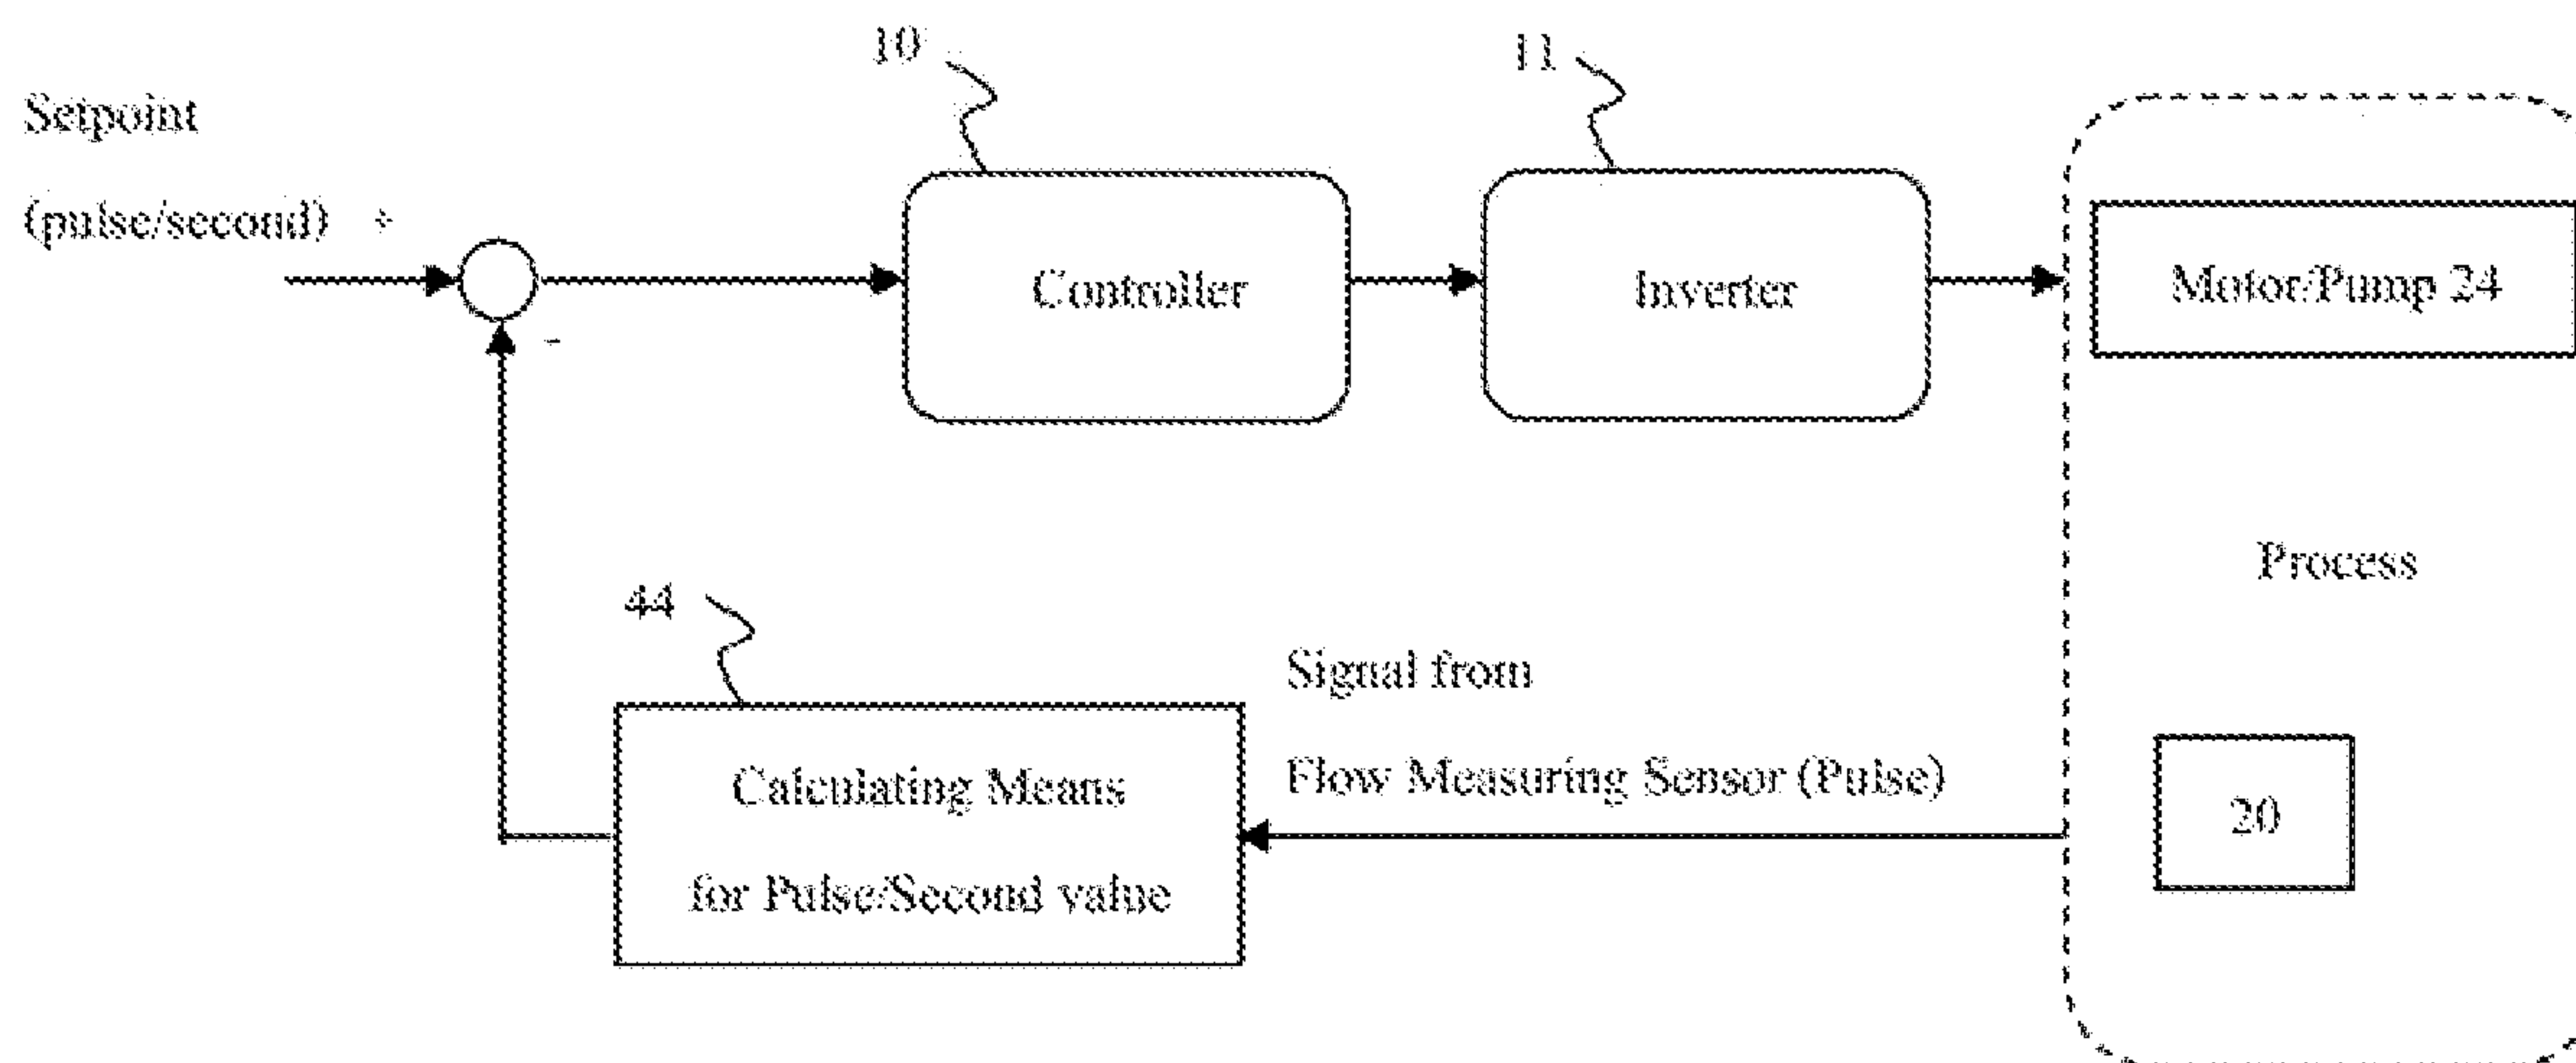 10
11
Setpoint
(pulse/second) +
Controller
Inverter
Motor/Pump 24
-
Process
44
Signal from
Flow Measuring Sensor (Pulse)
Calculating Means
for Pulse/Second value
20